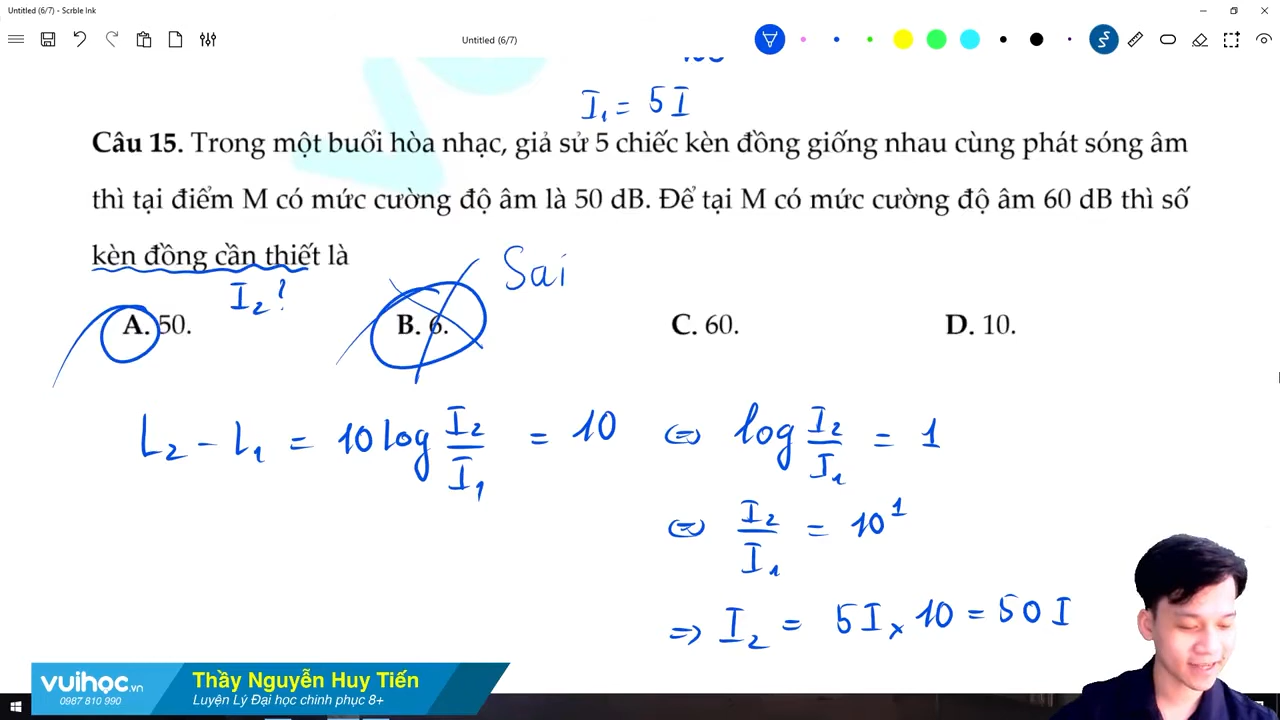 Untitled (6/7) - Scrble Ink
Untitled (6/7)
I₁ = 5I
Câu 15. Trong một buổi hòa nhạc, giả sử 5 chiếc kèn đồng giống nhau cùng phát sóng âm
thì tại điểm M có mức cường độ âm là 50 dB. Để tại M có mức cường độ âm 60 dB thì số
kèn đồng cần thiết là
Sai
I₂?
A. 50. B. 6. C. 60. D. 10.
L₂ - L₁ = 10 log I₂/I₁ = 10 ⇔ log I₂/I₁ = 1
⇔ I₂/I₁ = 10¹
⇒ I₂ = 5I × 10 = 50I
vuihọc.vn
0987 810 990
Thầy Nguyễn Huy Tiến
Luyện Lý Đại học chinh phục 8+